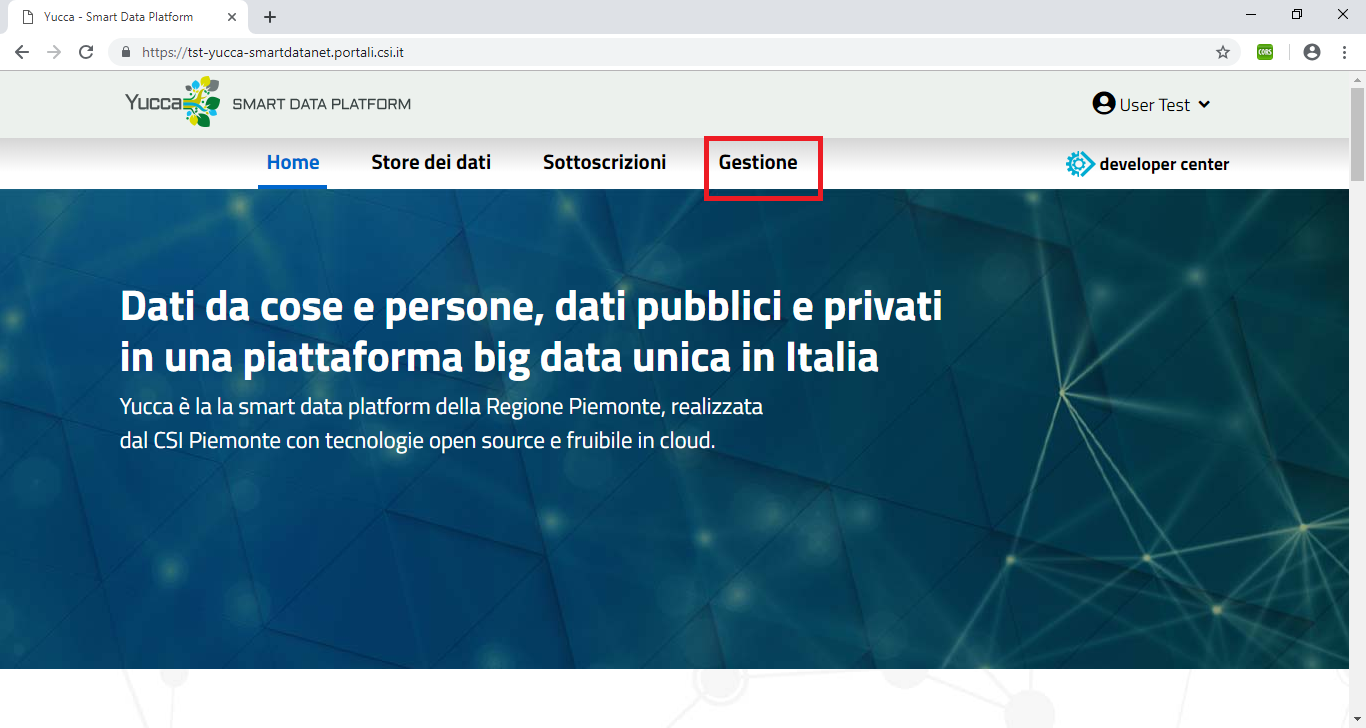 Yucca - Smart Data Platform
https://tst-yucca-smartdatanet.portali.csi.it
CORS
Yucca SMART DATA PLATFORM
User Test
Home Store dei dati Sottoscrizioni Gestione developer center
Dati da cose e persone, dati pubblici e privati
in una piattaforma big data unica in Italia
Yucca è la la smart data platform della Regione Piemonte, realizzata
dal CSI Piemonte con tecnologie open source e fruibile in cloud.